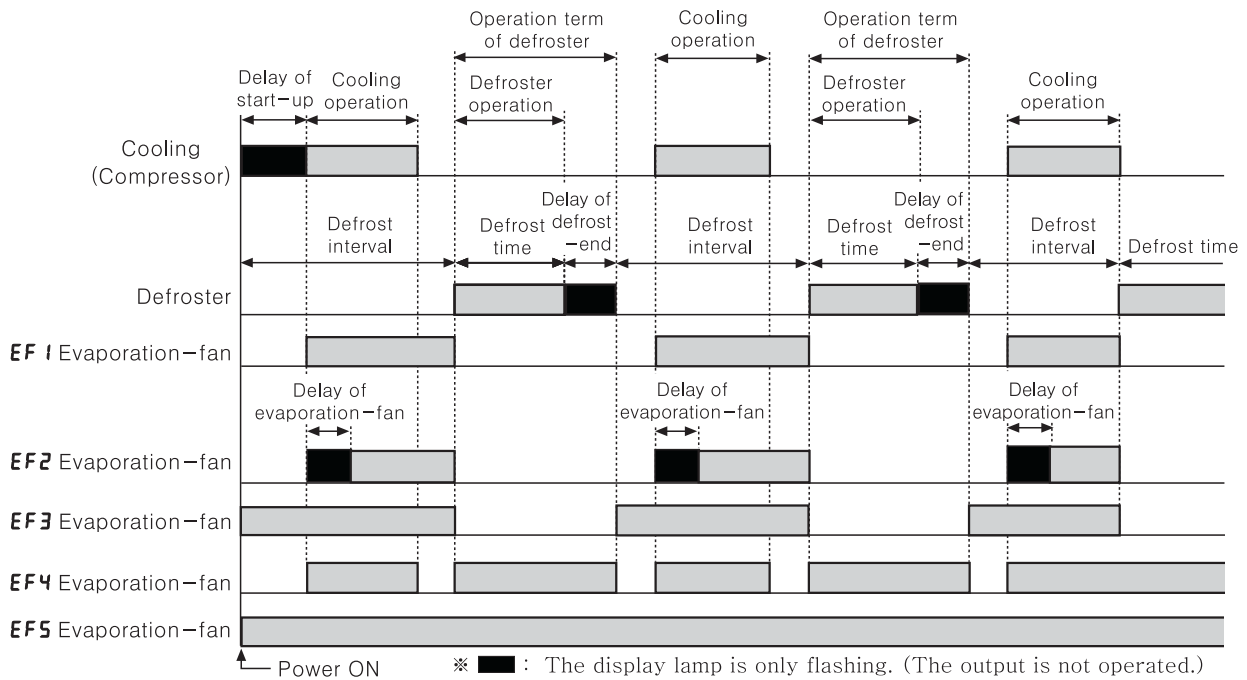 Operation term
of defroster
Cooling
operation
Operation term
of defroster
Delay of
start-up
Cooling
operation
Defroster
operation
Defroster
operation
Cooling
operation
Cooling
(Compressor)
Defrost
interval
Defrost
time
Delay of
defrost
-end
Defrost
interval
Defrost
time
Delay of
defrost
-end
Defrost
interval
Defrost time
Defroster
EF1 Evaporation-fan
Delay of
evaporation-fan
Delay of
evaporation-fan
Delay of
evaporation-fan
EF2 Evaporation-fan
EF3 Evaporation-fan
EF4 Evaporation-fan
EF5 Evaporation-fan
Power ON
※ ■ : The display lamp is only flashing. (The output is not operated.)